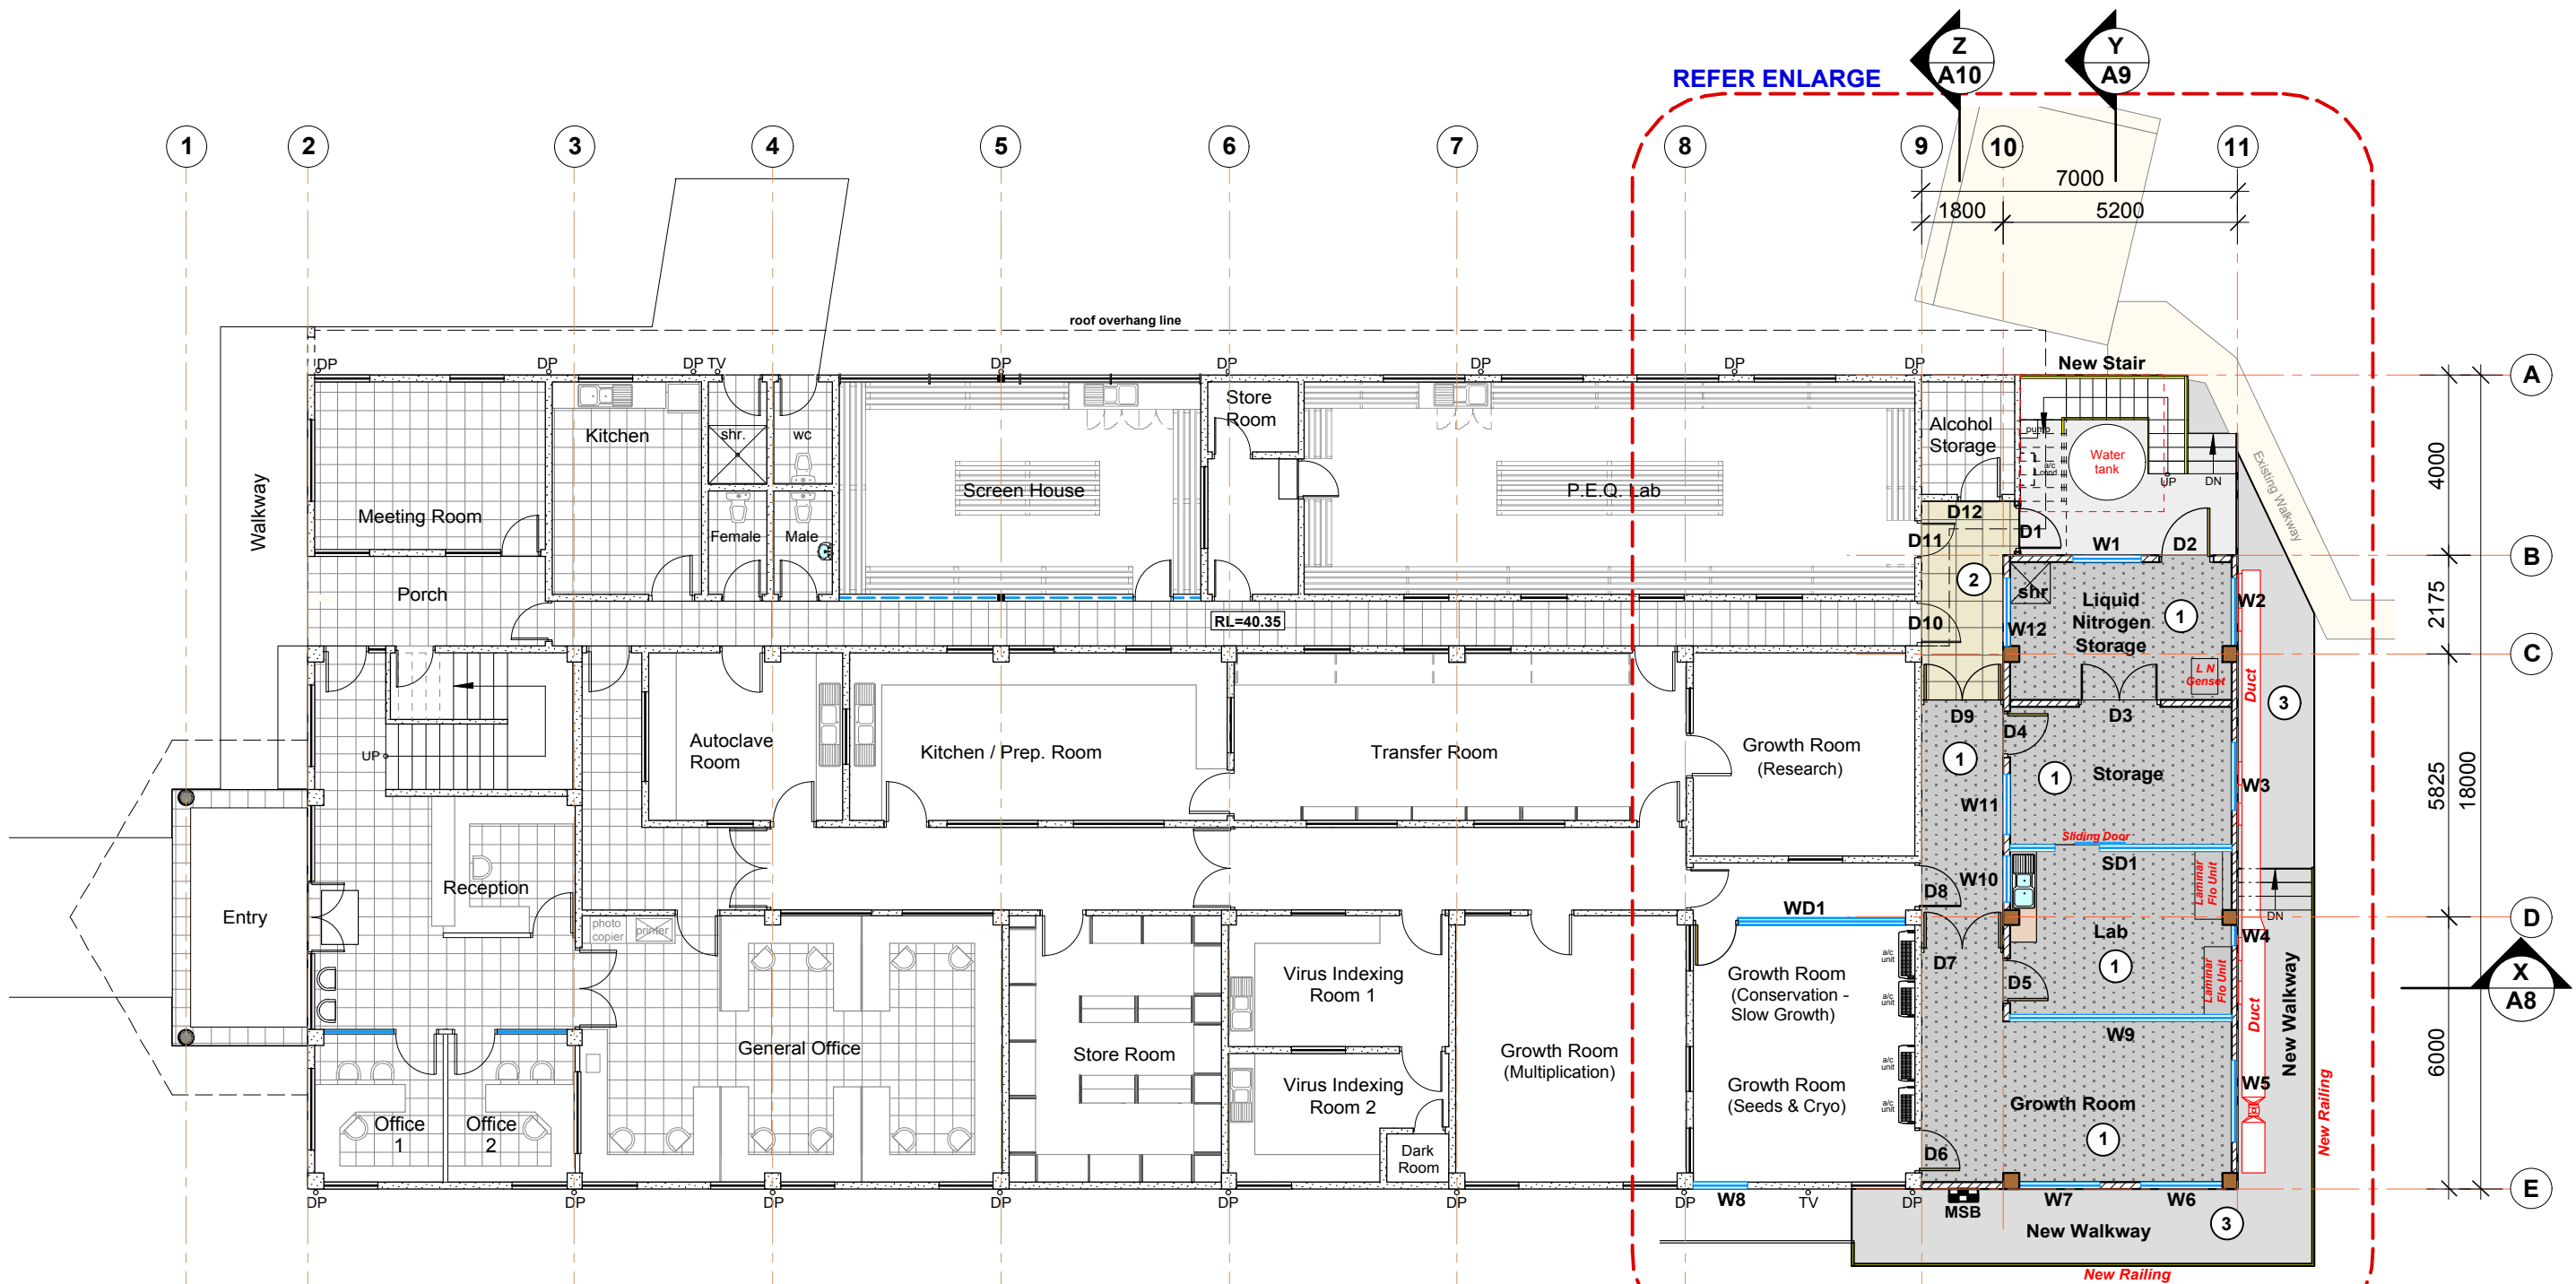 Z
A10
Y
A9
REFER ENLARGE
1
2
3
4
5
6
7
8
9
10
11
7000
1800
5200
roof overhang line
New Stair
A
DP
DP
DP TV
DP
DP
DP
DP
DP
Store
Room
Alcohol
Storage
pump
a/c
Water
tank
UP
DN
Existing Walkway
4000
Kitchen
shr.
wc
Walkway
Meeting Room
Screen House
P.E.Q. Lab
Female
Male
D12
D11
D1
W1
D2
B
Porch
2
shr
Liquid
Nitrogen
Storage
1
W2
2175
RL=40.35
D10
W12
C
L N
Genset
Duct
3
UP
Autoclave
Room
Kitchen / Prep. Room
Transfer Room
Growth Room
(Research)
D9
D3
D4
1
1
Storage
W3
W11
5825
18000
Sliding Door
SD1
Laminar
Flo Unit
Reception
Entry
D8
W10
WD1
DN
D
photo
copier
printer
Lab
W4
Virus Indexing
Room 1
Growth Room
(Conservation -
Slow Growth)
a/c
unit
a/c
unit
D7
D5
1
Laminar
Flo Unit
Duct
New Walkway
X
A8
W9
General Office
Store Room
Growth Room
(Multiplication)
a/c
unit
a/c
unit
6000
Virus Indexing
Room 2
Growth Room
(Seeds & Cryo)
W5
Growth Room
1
New Railing
Office
1
Office
2
Dark
Room
D6
E
DP
DP
DP
DP
DP
DP
DP
W8
TV
DP
MSB
W7
W6
New Walkway
3
New Railing